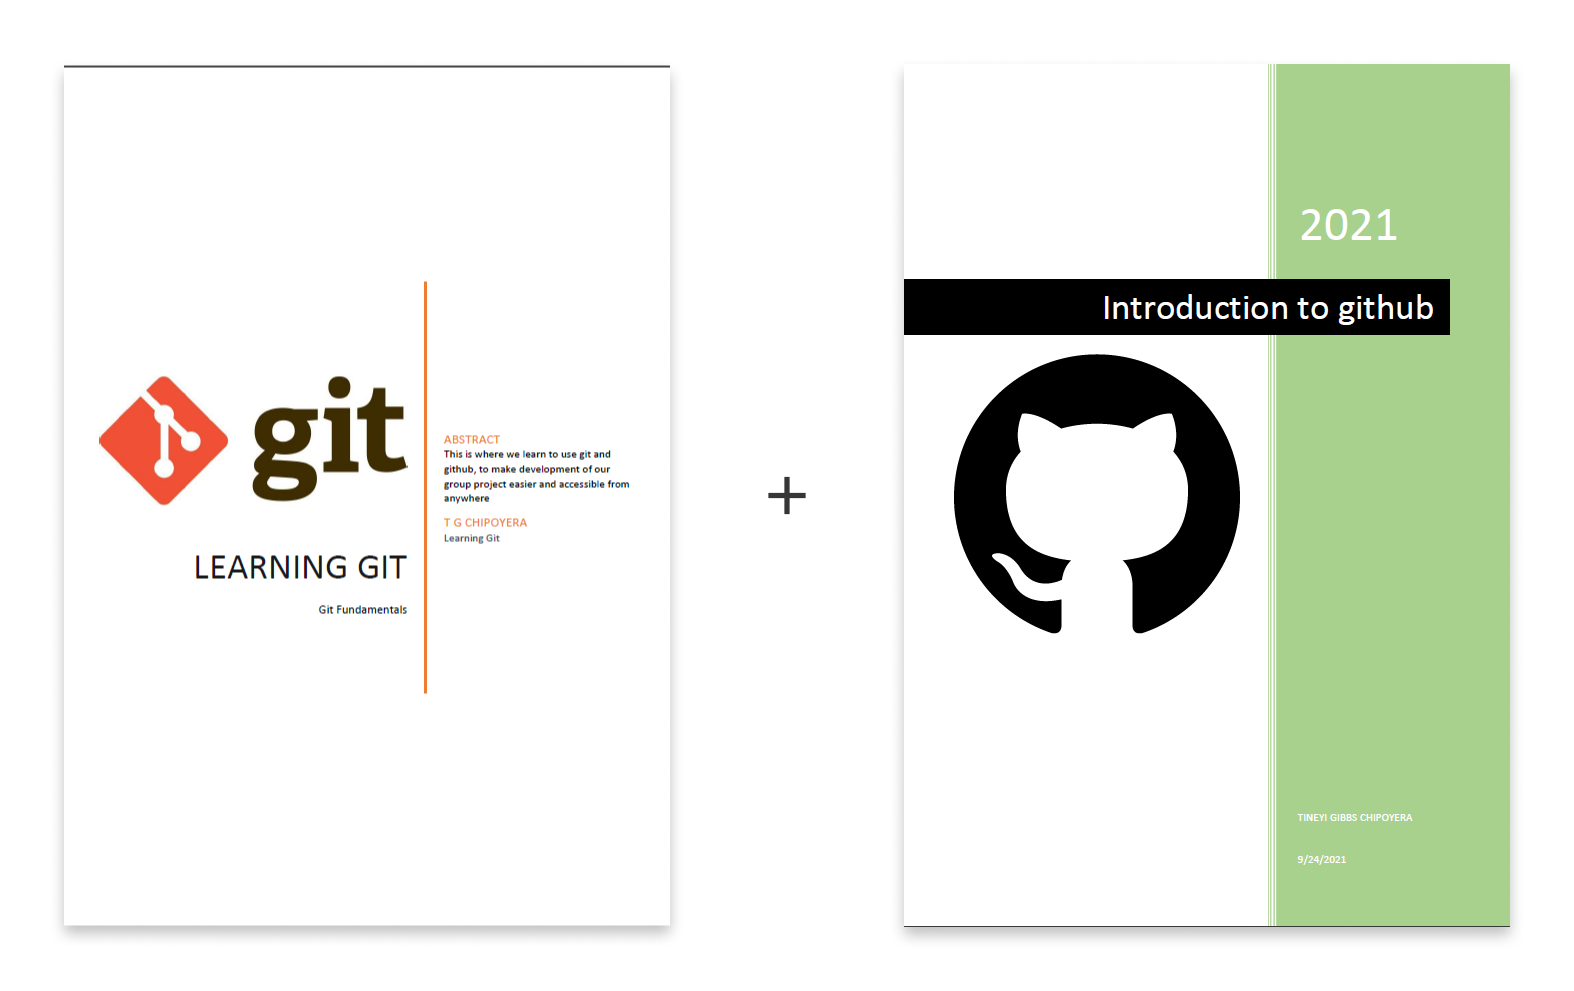 git
LEARNING GIT
Git Fundamentals
ABSTRACT
This is where we learn to use git and
github, to make development of our
group project easier and accessible from
anywhere
T G CHIPOYERA
Learning Git
+
2021
Introduction to github
TINEYI GIBBS CHIPOYERA
9/24/2021